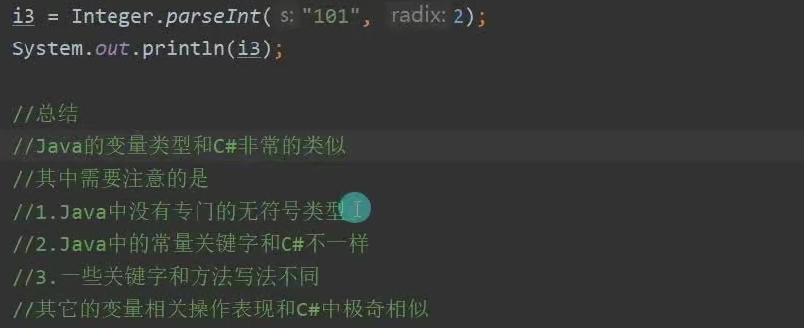 i3 = Integer.parseInt( s: "101", radix: 2);
System.out.println(i3);
//总结
//Java的变量类型和C#非常的类似
//其中需要注意的是
//1.Java中没有专门的无符号类型
//2.Java中的常量关键字和C#不一样
//3.一些关键字和方法写法不同
//其它的变量相关操作表现和C#中极奇相似